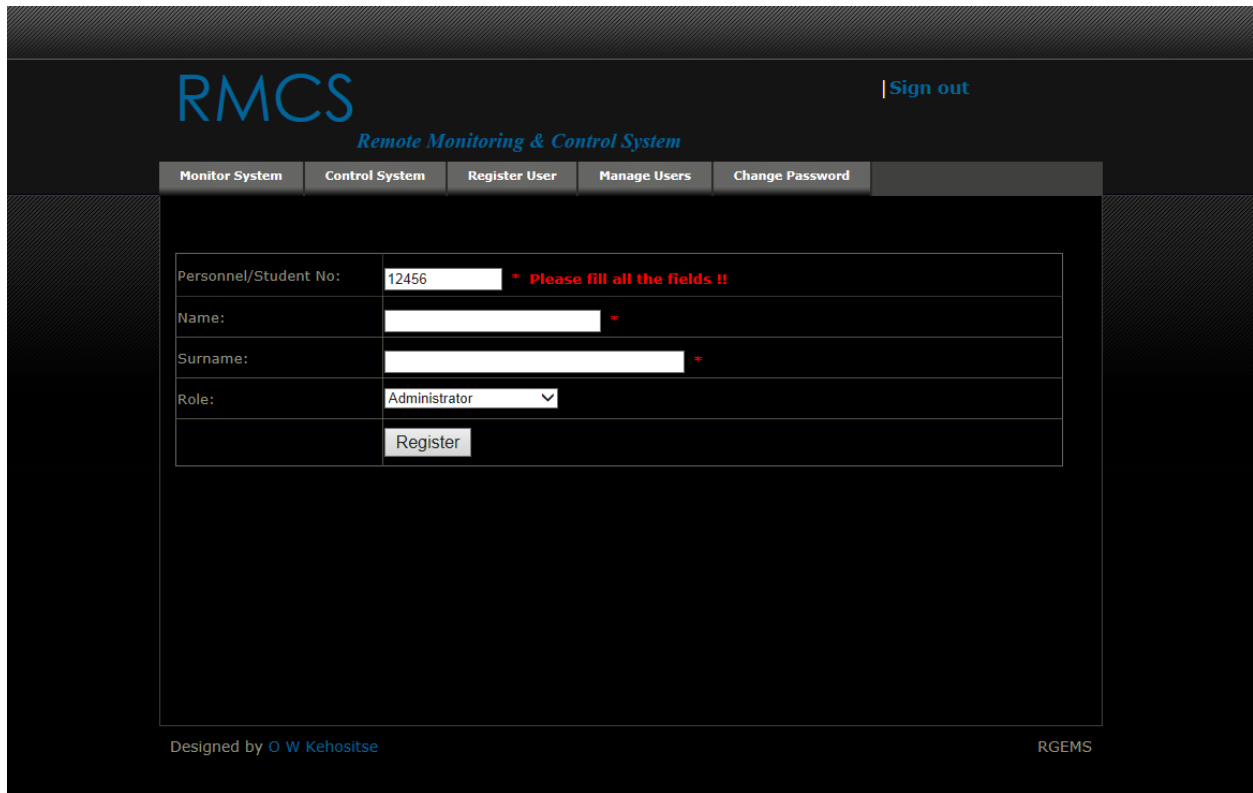 RMCS
|Sign out
Remote Monitoring & Control System
Monitor System Control System Register User Manage Users Change Password
Personnel/Student No: 12456 * Please fill all the fields !!
Name: *
Surname: *
Role: Administrator
Register
Designed by O W Kehositse RGEMS